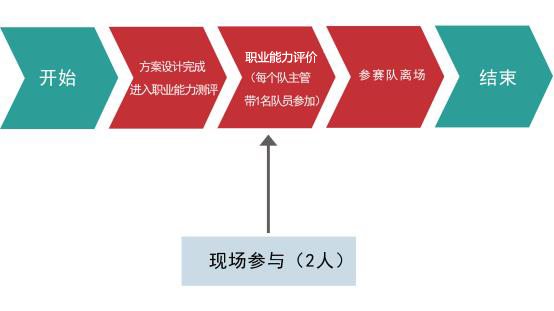 开始
方案设计完成
进入职业能力测评
职业能力评价
（每个队主管
带1名队员参加）
参赛队离场
结束
现场参与（2人）